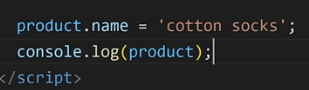 product.name = 'cotton socks';
console.log(product);
</script>